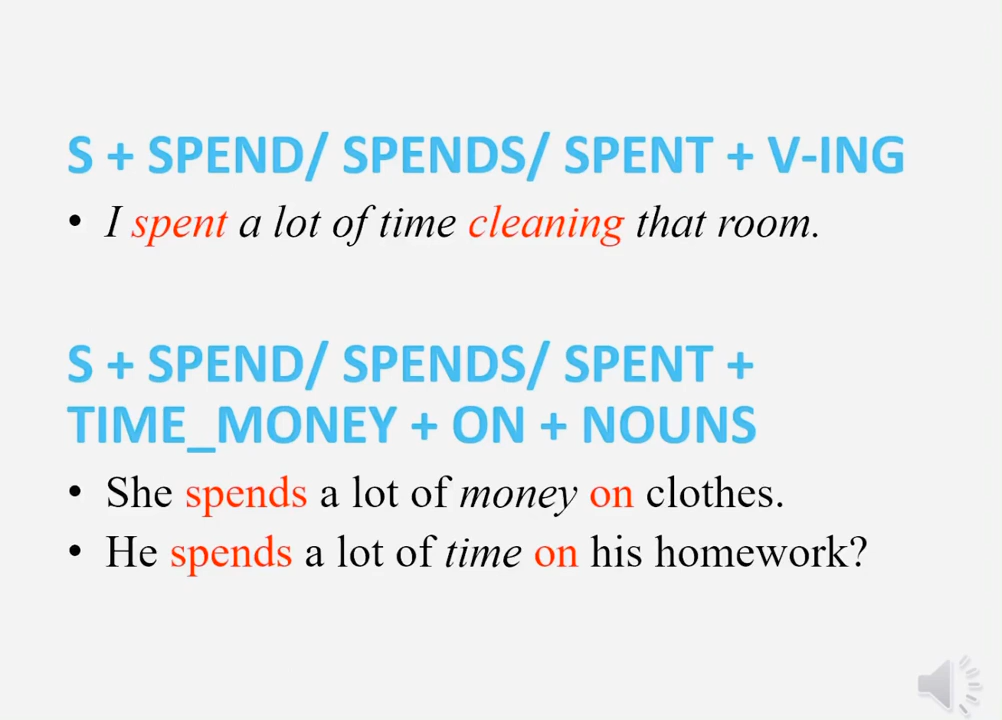 S + SPEND/ SPENDS/ SPENT + V-ING
• I spent a lot of time cleaning that room.
S + SPEND/ SPENDS/ SPENT +
TIME_MONEY + ON + NOUNS
• She spends a lot of money on clothes.
• He spends a lot of time on his homework?